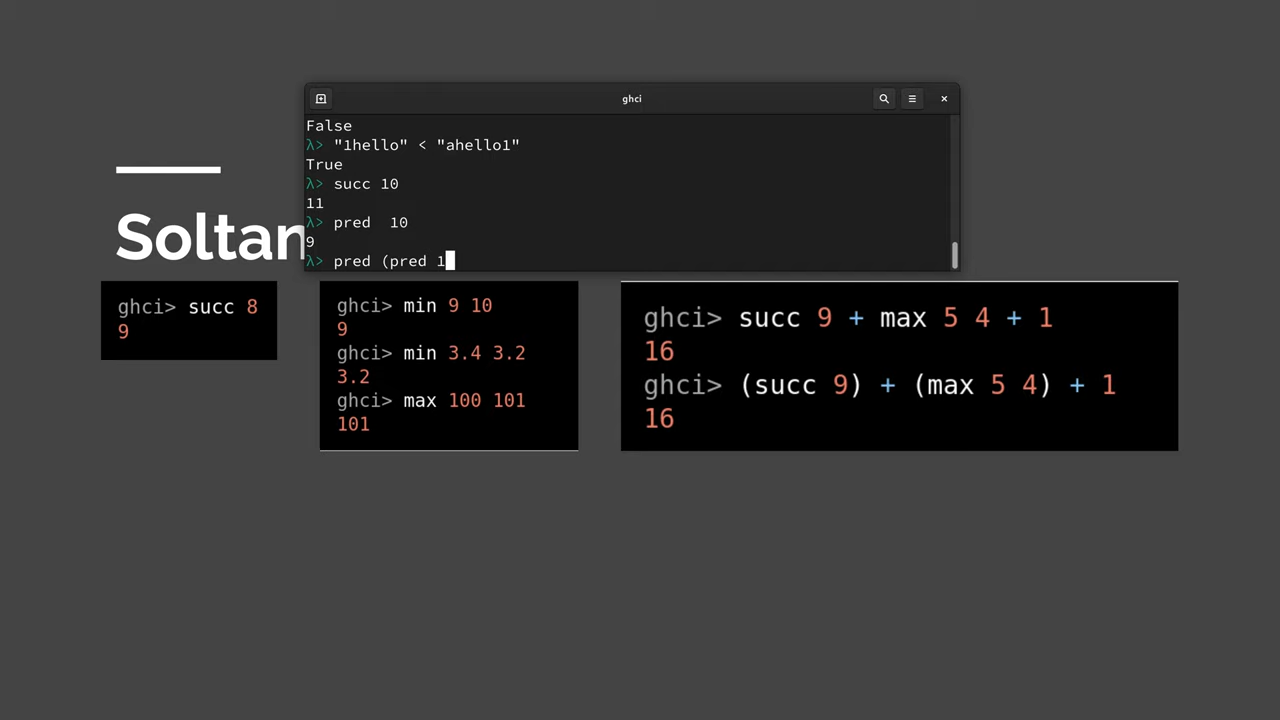 ghci
False
λ> "1hello" < "ahello1"
True
λ> succ 10
11
λ> pred  10
9
λ> pred (pred 1
Soltan
ghci> succ 8
9
ghci> min 9 10
9
ghci> min 3.4 3.2
3.2
ghci> max 100 101
101
ghci> succ 9 + max 5 4 + 1
16
ghci> (succ 9) + (max 5 4) + 1
16